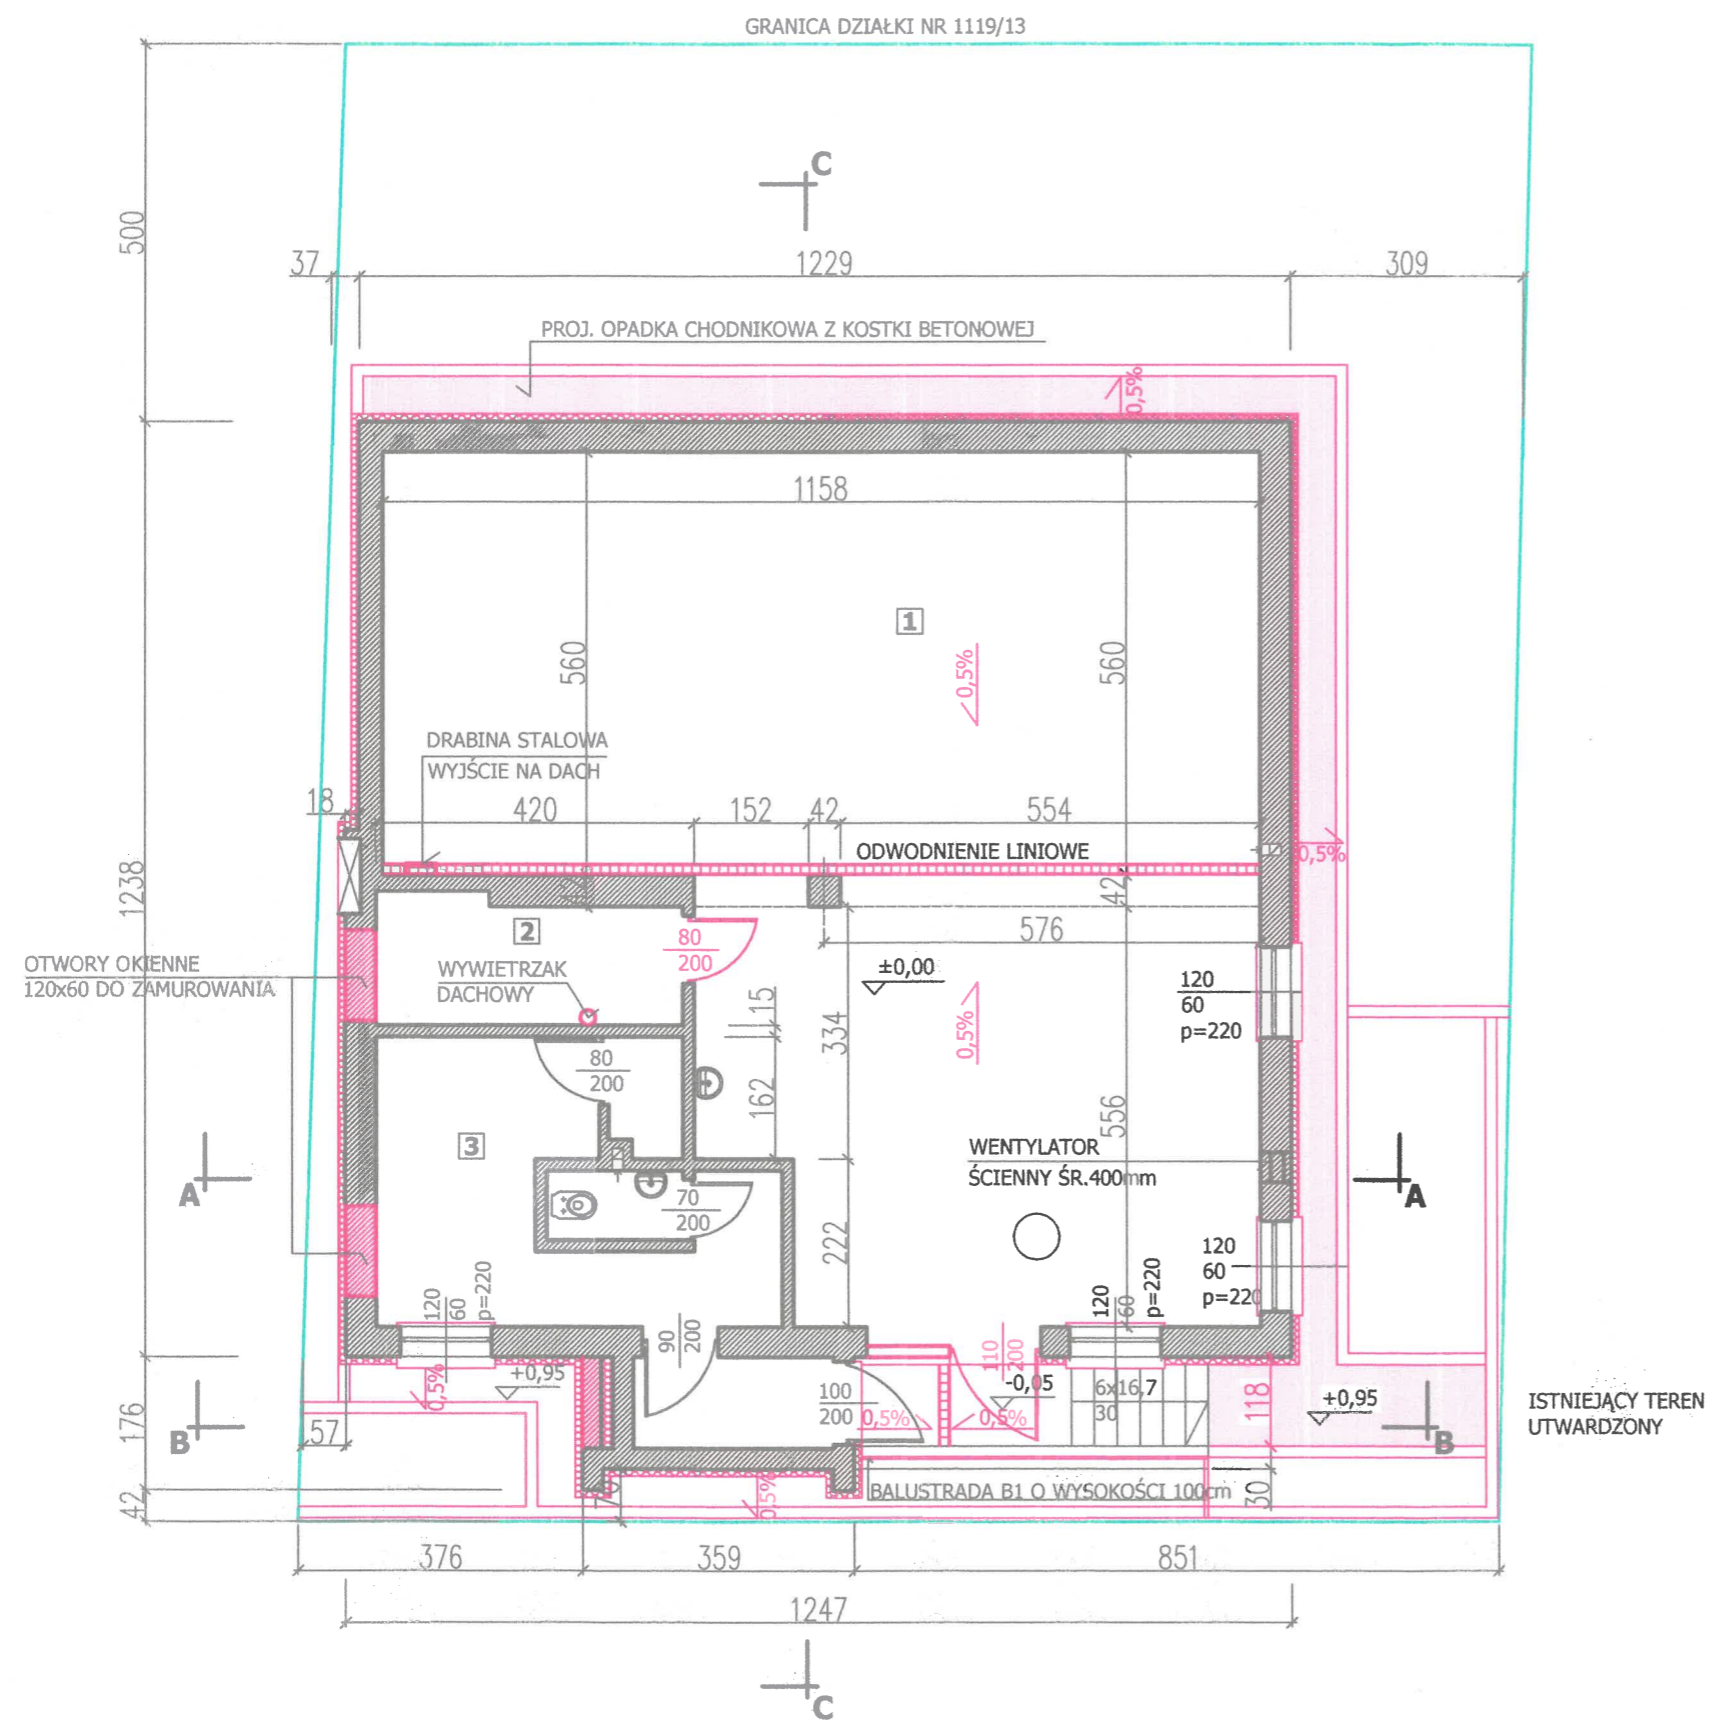 GRANICA DZIAŁKI NR 1119/13
C
500
37
1229
309
PROJ. OPADKA CHODNIKOWA Z KOSTKI BETONOWEJ
0,5%
1158
1
560
560
0,5%
DRABINA STALOWA
WYJŚCIE NA DACH
18
420
152
42
554
ODWODNIENIE LINIOWE
0,5%
1238
42
42
2
80
200
576
OTWORY OKIENNE
120x60 DO ZAMUROWANIA
WYWIETRZAK
DACHOWY
±0,00
120
60
p=220
15
334
0,5%
80
200
162
556
3
WENTYLATOR
ŚCIENNY ŚR.400mm
A
A
70
200
222
120
60
p=220
120
60
p=220
120
60
p=220
90
200
110
200
0,5%
+0,95
100
200
0,5%
0,5%
-0,05
6x16,7
30
118
+0,95
ISTNIEJĄCY TEREN
UTWARDZONY
176
57
B
B
42
0,5%
BALUSTRADA B1 O WYSOKOŚCI 100cm
30
376
359
851
1247
C